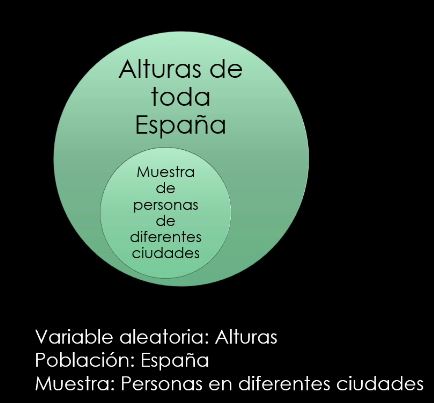 Alturas de
toda
España
Muestra
de
personas
de
diferentes
ciudades
Variable aleatoria: Alturas
Población: España
Muestra: Personas en diferentes ciudades